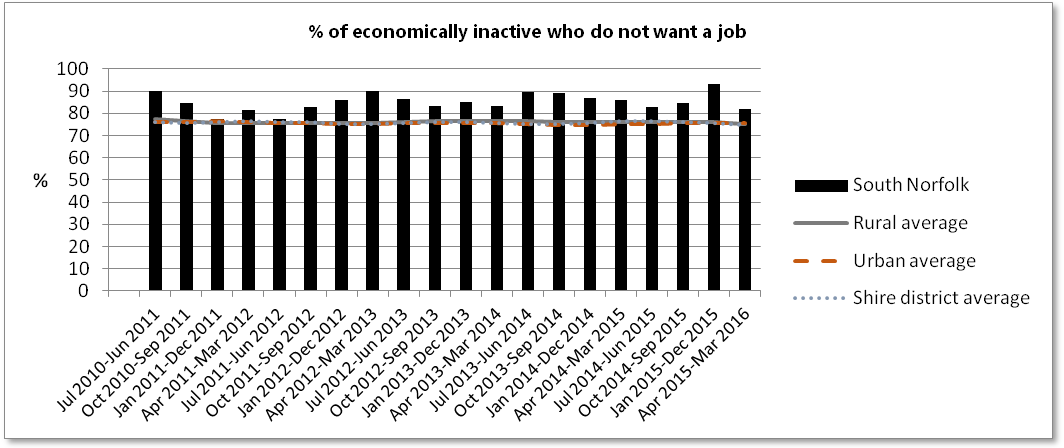 % of economically inactive who do not want a job
100
90
80
70
60
50
40
30
20
10
0
%
Jul 2010-Jun 2011
Oct 2010-Sep 2011
Jan 2011-Dec 2011
Apr 2011-Mar 2012
Jul 2011-Jun 2012
Oct 2011-Sep 2012
Jan 2012-Dec 2012
Apr 2012-Mar 2013
Jul 2012-Jun 2013
Oct 2012-Sep 2013
Jan 2013-Dec 2013
Apr 2013-Mar 2014
Jul 2013-Jun 2014
Oct 2013-Sep 2014
Jan 2014-Dec 2014
Apr 2014-Mar 2015
Jul 2014-Jun 2015
Oct 2014-Sep 2015
Jan 2015-Dec 2015
Apr 2015-Mar 2016
South Norfolk
Rural average
Urban average
Shire district average